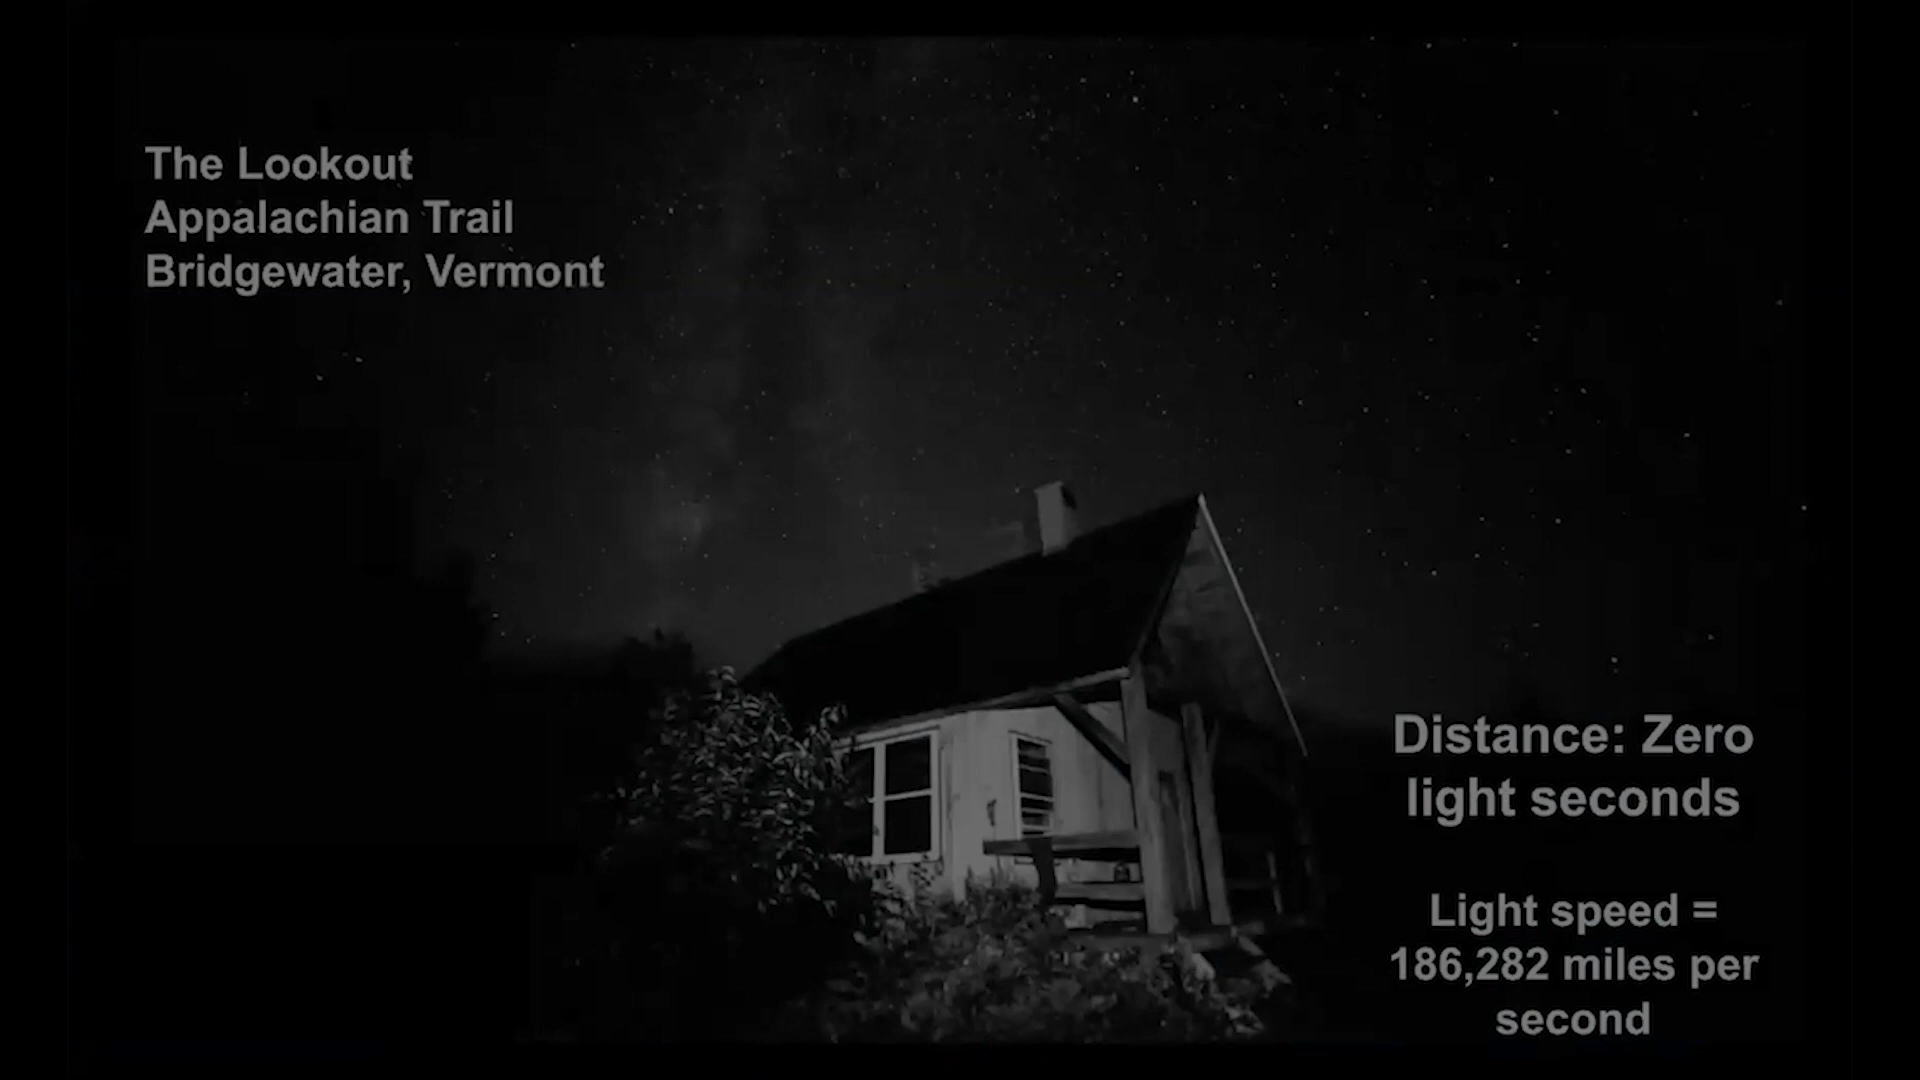 The Lookout
Appalachian Trail
Bridgewater, Vermont
Distance: Zero
light seconds
Light speed =
186,282 miles per
second